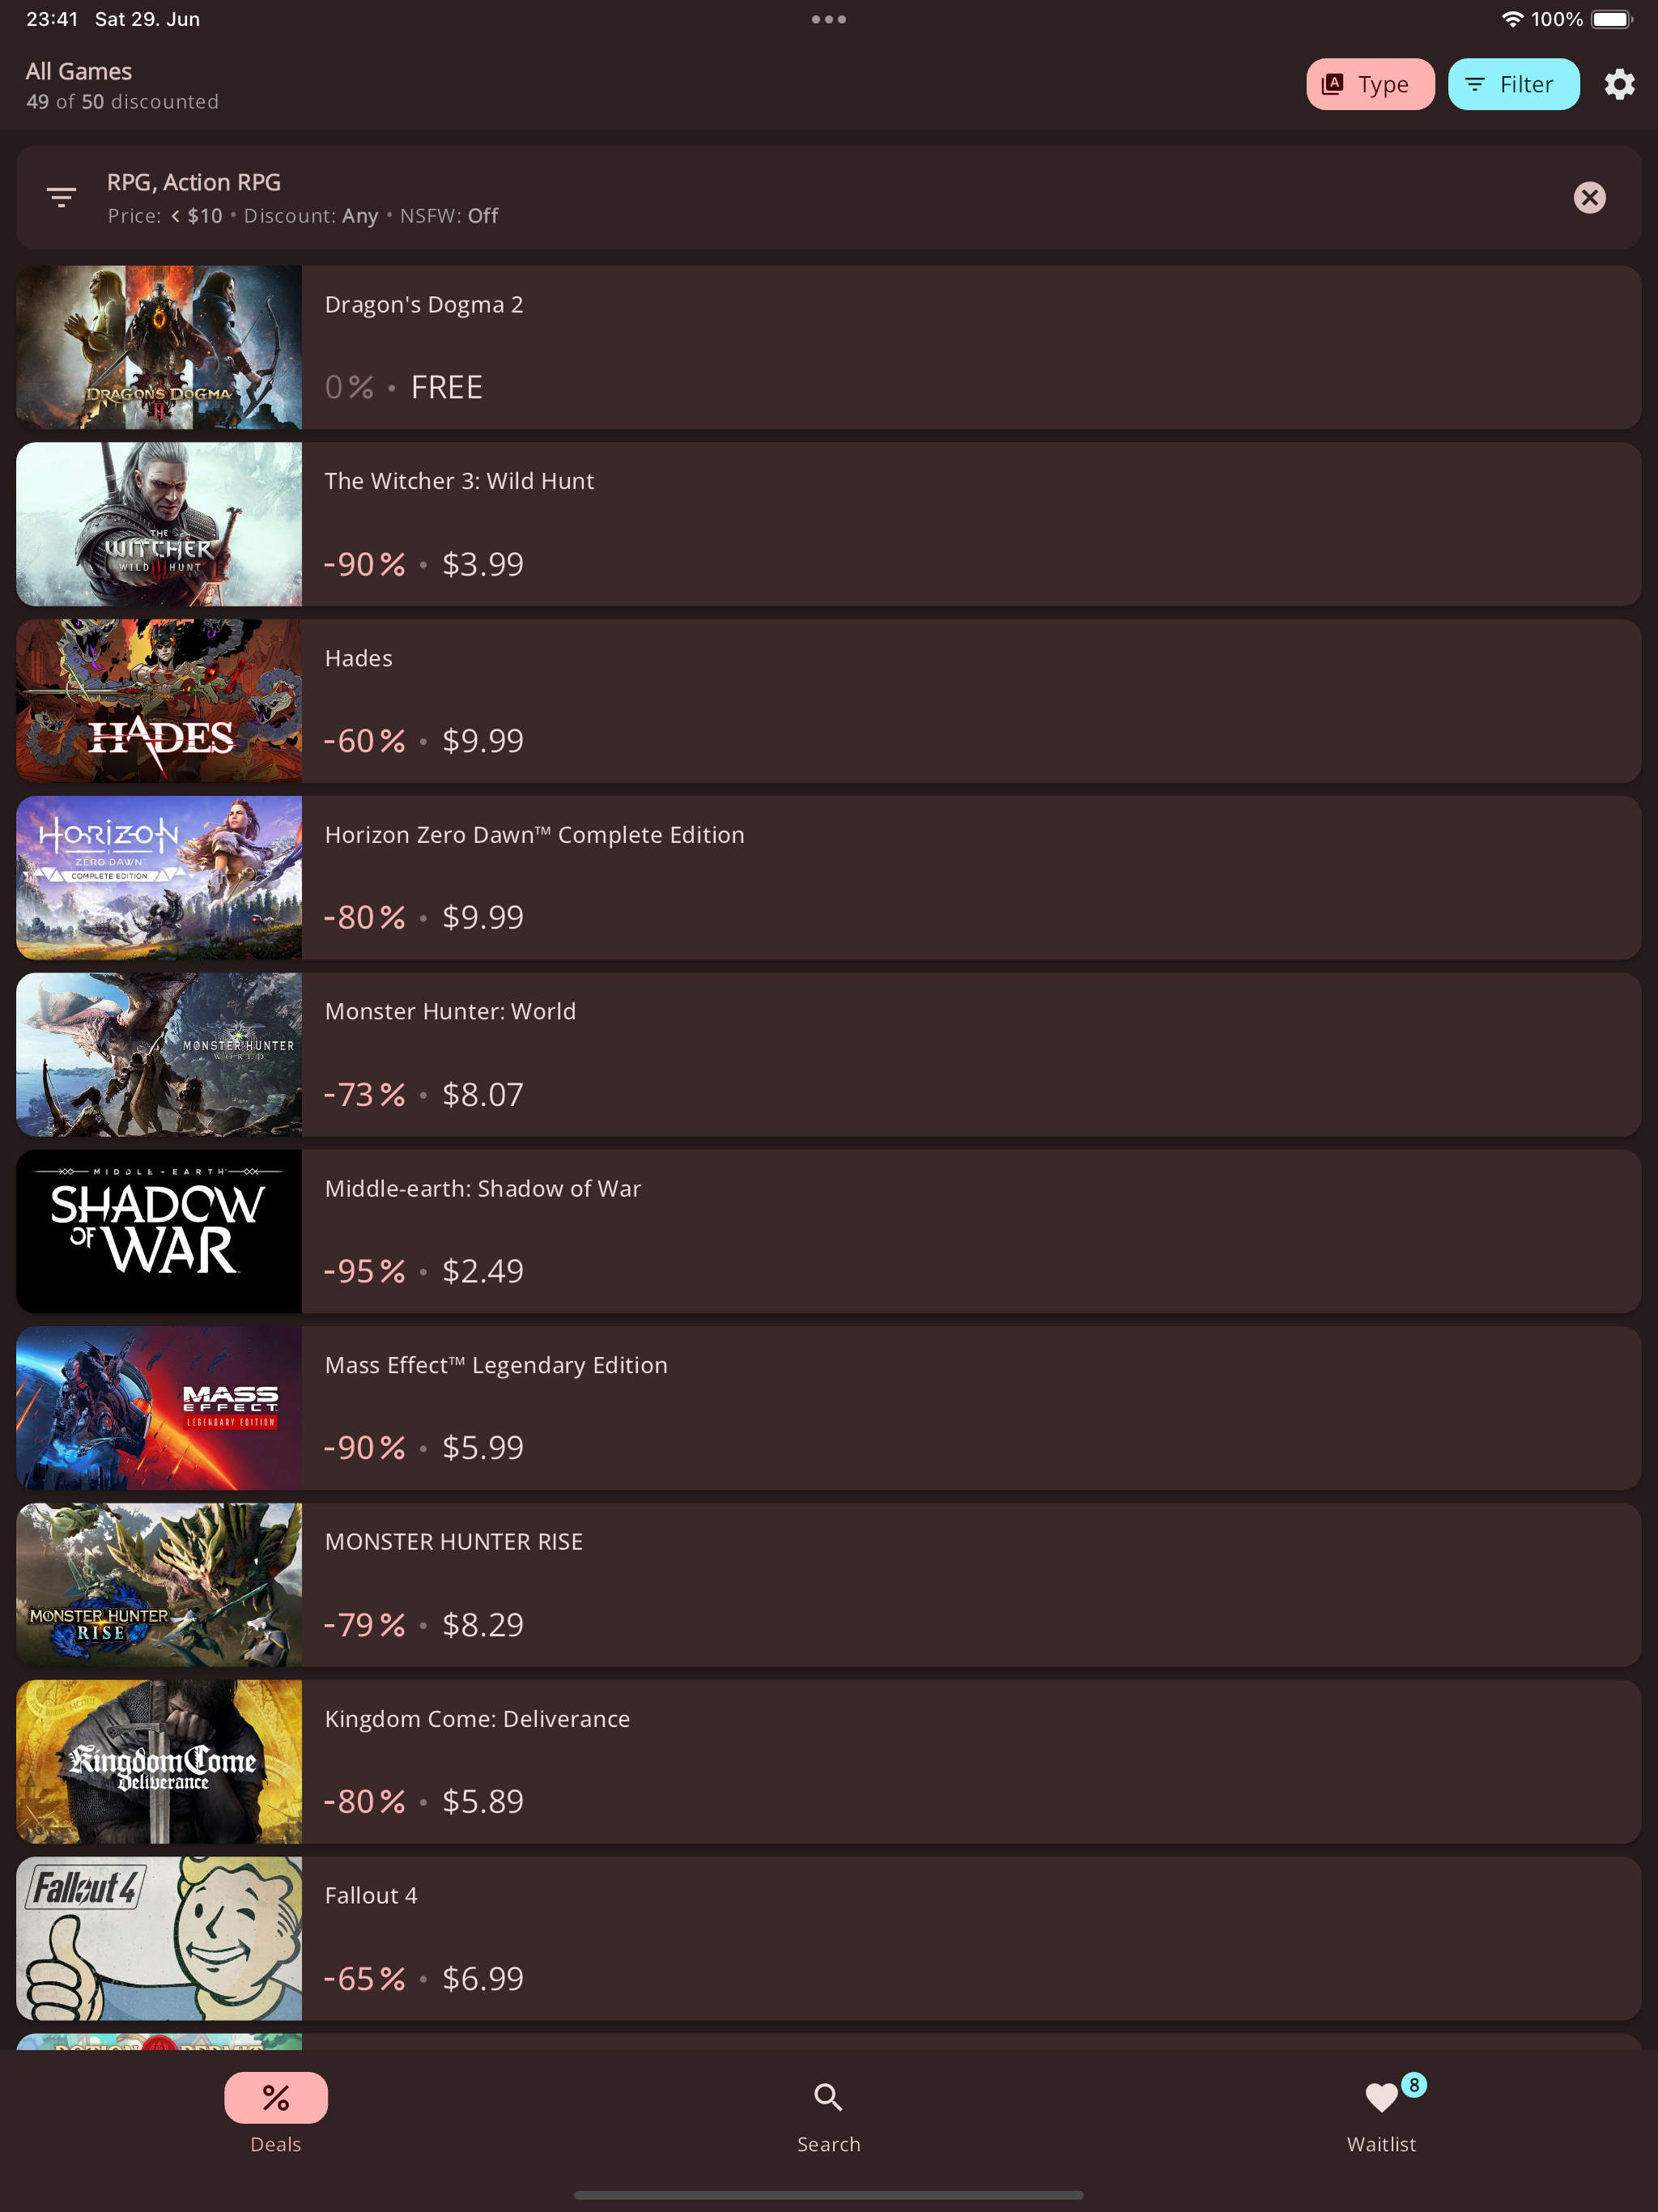 23:41 Sat 29. Jun
100%
All Games
49 of 50 discounted
Type
Filter
RPG, Action RPG
Price: < $10 • Discount: Any • NSFW: Off
DRAGON'S DOGMA
II
Dragon's Dogma 2
0% • FREE
THE
WITCHER
WILD HUNT
The Witcher 3: Wild Hunt
-90% • $3.99
HADES
Hades
-60% • $9.99
HORIZON
ZERO DAWN
COMPLETE EDITION
Horizon Zero Dawn™ Complete Edition
-80% • $9.99
MONSTER HUNTER
WORLD
Monster Hunter: World
-73% • $8.07
MIDDLE-EARTH
SHADOW
OF WAR
Middle-earth: Shadow of War
-95% • $2.49
MASS
EFFECT
LEGENDARY EDITION
Mass Effect™ Legendary Edition
-90% • $5.99
MONSTER HUNTER
RISE
MONSTER HUNTER RISE
-79% • $8.29
Kingdom Come
Deliverance
Kingdom Come: Deliverance
-80% • $5.89
Fallout 4
Fallout 4
-65% • $6.99
8
Deals
Search
Waitlist